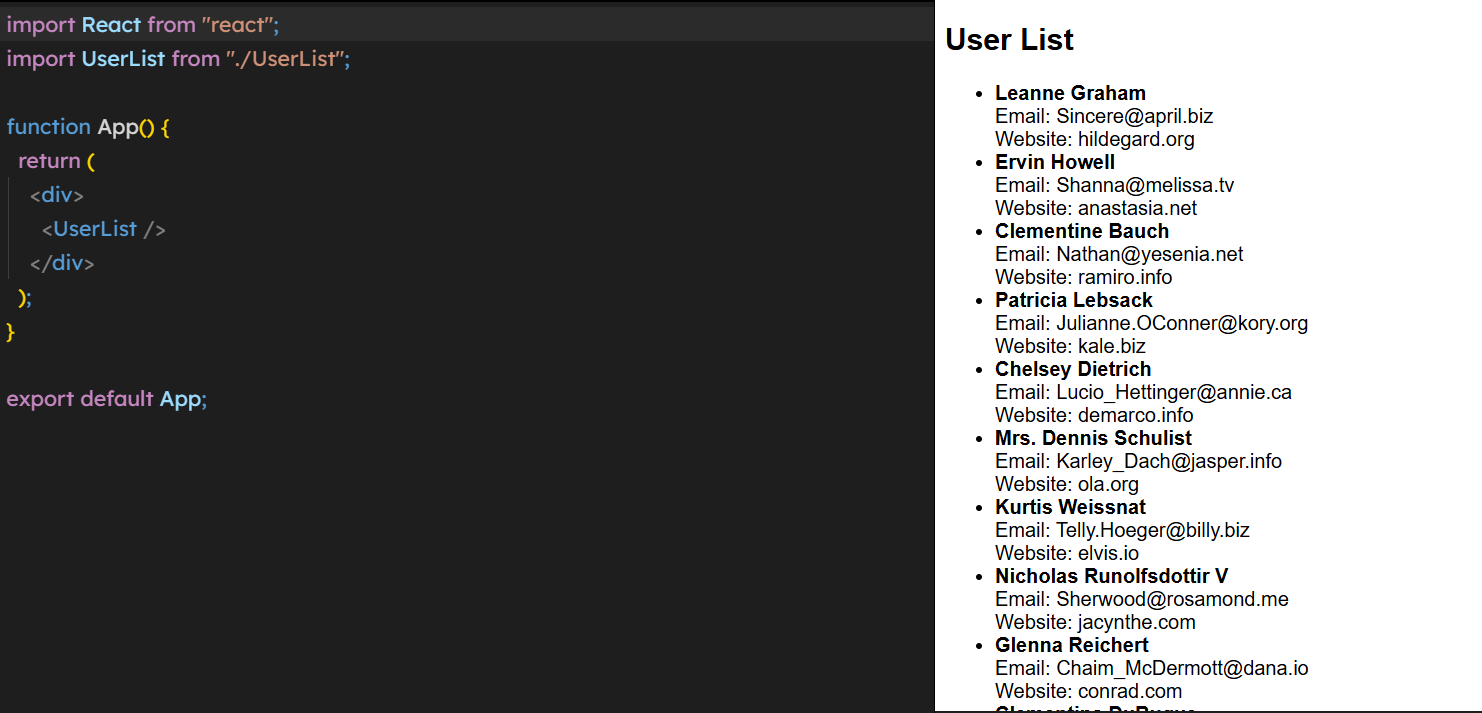 import React from "react";
import UserList from "./UserList";
function App() {
return (
<div>
<UserList />
</div>
);
}
export default App;
User List
• Leanne Graham
Email: Sincere@april.biz
Website: hildegard.org
• Ervin Howell
Email: Shanna@melissa.tv
Website: anastasia.net
• Clementine Bauch
Email: Nathan@yesenia.net
Website: ramiro.info
• Patricia Lebsack
Email: Julianne.OConner@kory.org
Website: kale.biz
• Chelsey Dietrich
Email: Lucio_Hettinger@annie.ca
Website: demarco.info
• Mrs. Dennis Schulist
Email: Karley_Dach@jasper.info
Website: ola.org
• Kurtis Weissnat
Email: Telly.Hoeger@billy.biz
Website: elvis.io
• Nicholas Runolfsdottir V
Email: Sherwood@rosamond.me
Website: jacynthe.com
• Glenna Reichert
Email: Chaim_McDermott@dana.io
Website: conrad.com